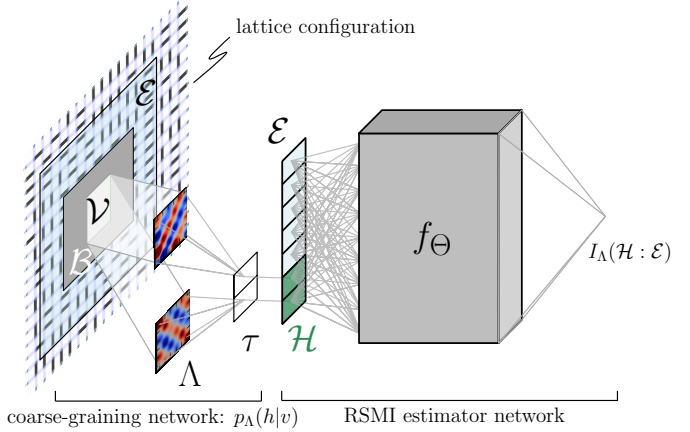 lattice configuration
ℰ
𝒱
ℬ
Λ
τ
ℰ
ℋ
f_Θ
I_Λ(ℋ : ℰ)
coarse-graining network: p_Λ(h|v)
RSMI estimator network